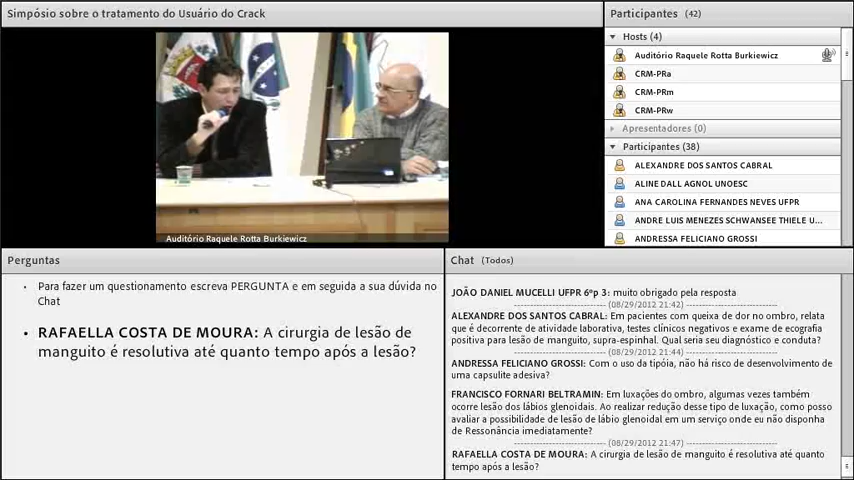 Simpósio sobre o tratamento do Usuário do Crack
Auditório Raquele Rotta Burkiewicz
Participantes (42)
Hosts (4)
Auditório Raquele Rotta Burkiewicz
CRM-PRa
CRM-PRm
CRM-PRw
Apresentadores (0)
Participantes (38)
ALEXANDRE DOS SANTOS CABRAL
ALINE DALL AGNOL UNOESC
ANA CAROLINA FERNANDES NEVES UFPR
ANDRE LUIS MENEZES SCHWANSEE THIELE U...
ANDRESSA FELICIANO GROSSI
Perguntas
• Para fazer um questionamento escreva PERGUNTA e em seguida a sua dúvida no
Chat
• RAFAELLA COSTA DE MOURA: A cirurgia de lesão de
manguito é resolutiva até quanto tempo após a lesão?
Chat (Todos)
JOÃO DANIEL MUCELLI UFPR 6ºp 3: muito obrigado pela resposta
------------------------ (08/29/2012 21:42) -----------------------
ALEXANDRE DOS SANTOS CABRAL: Em pacientes com queixa de dor no ombro, relata
que é decorrente de atividade laborativa, testes clínicos negativos e exame de ecografia
positiva para lesão de manguito, supra-espinhal. Qual seria seu diagnóstico e conduta?
------------------------ (08/29/2012 21:44) -----------------------
ANDRESSA FELICIANO GROSSI: Com o uso da tipóia, não há risco de desenvolvimento de
uma capsulite adesiva?
FRANCISCO FORNARI BELTRAMIN: Em luxações do ombro, algumas vezes também
ocorre lesão dos lábios glenoidais. Ao realizar redução desse tipo de luxação, como posso
avaliar a possibilidade de lesão de lábio glenoidal em um serviço onde eu não disponha
de Ressonância imediatamente?
------------------------ (08/29/2012 21:47) -----------------------
RAFAELLA COSTA DE MOURA: A cirurgia de lesão de manguito é resolutiva até quanto
tempo após a lesão?